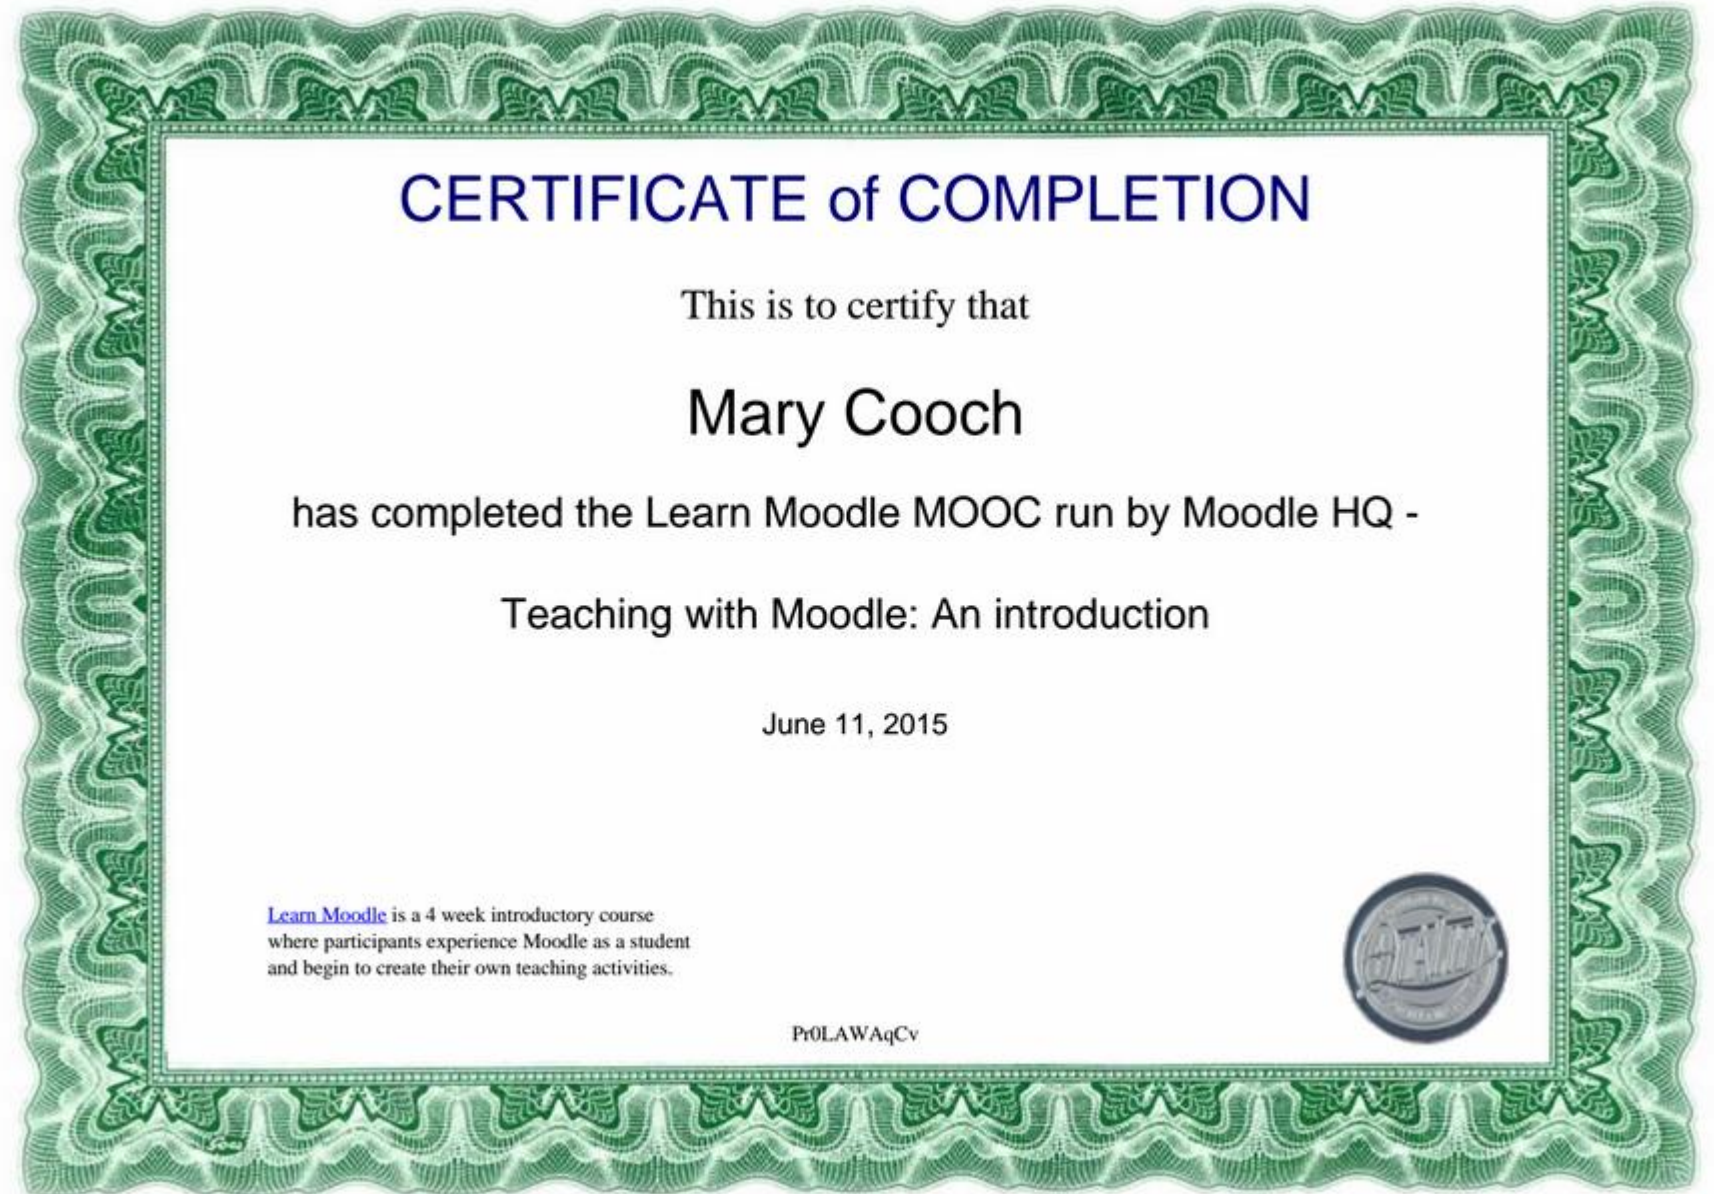 CERTIFICATE of COMPLETION
This is to certify that
Mary Cooch
has completed the Learn Moodle MOOC run by Moodle HQ -
Teaching with Moodle: An introduction
June 11, 2015
Learn Moodle is a 4 week introductory course
where participants experience Moodle as a student
and begin to create their own teaching activities.
QUALITY
Pr0LAWAqCv